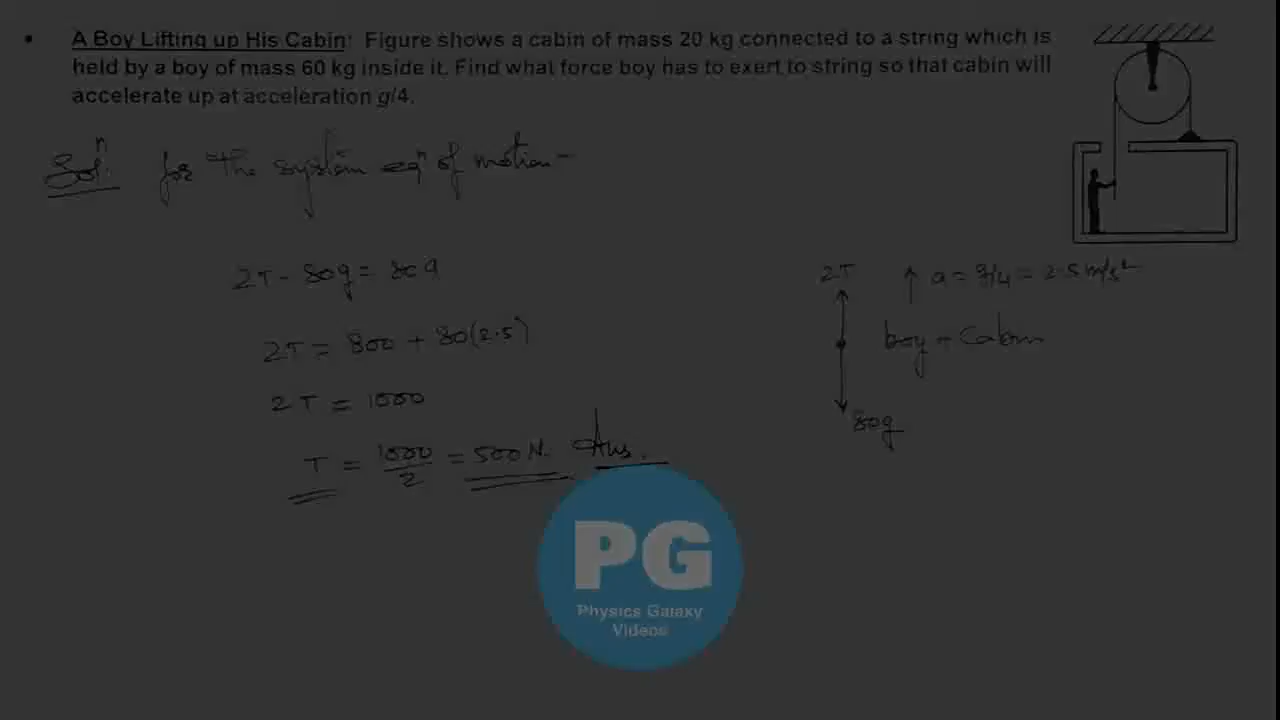 • A Boy Lifting up His Cabin: Figure shows a cabin of mass 20 kg connected to a string which is
held by a boy of mass 60 kg inside it. Find what force boy has to exert to string so that cabin will
accelerate up at acceleration g/4.
Solⁿ. for the system eqⁿ of motion -
2T - 80g = 80a
2T = 800 + 80(2.5)
2T = 1000
T = 1000/2 = 500 N. Ans.
2T ↑ a = g/4 = 2.5 m/s²
boy + Cabin
80g
PG
Physics Galaxy
Videos